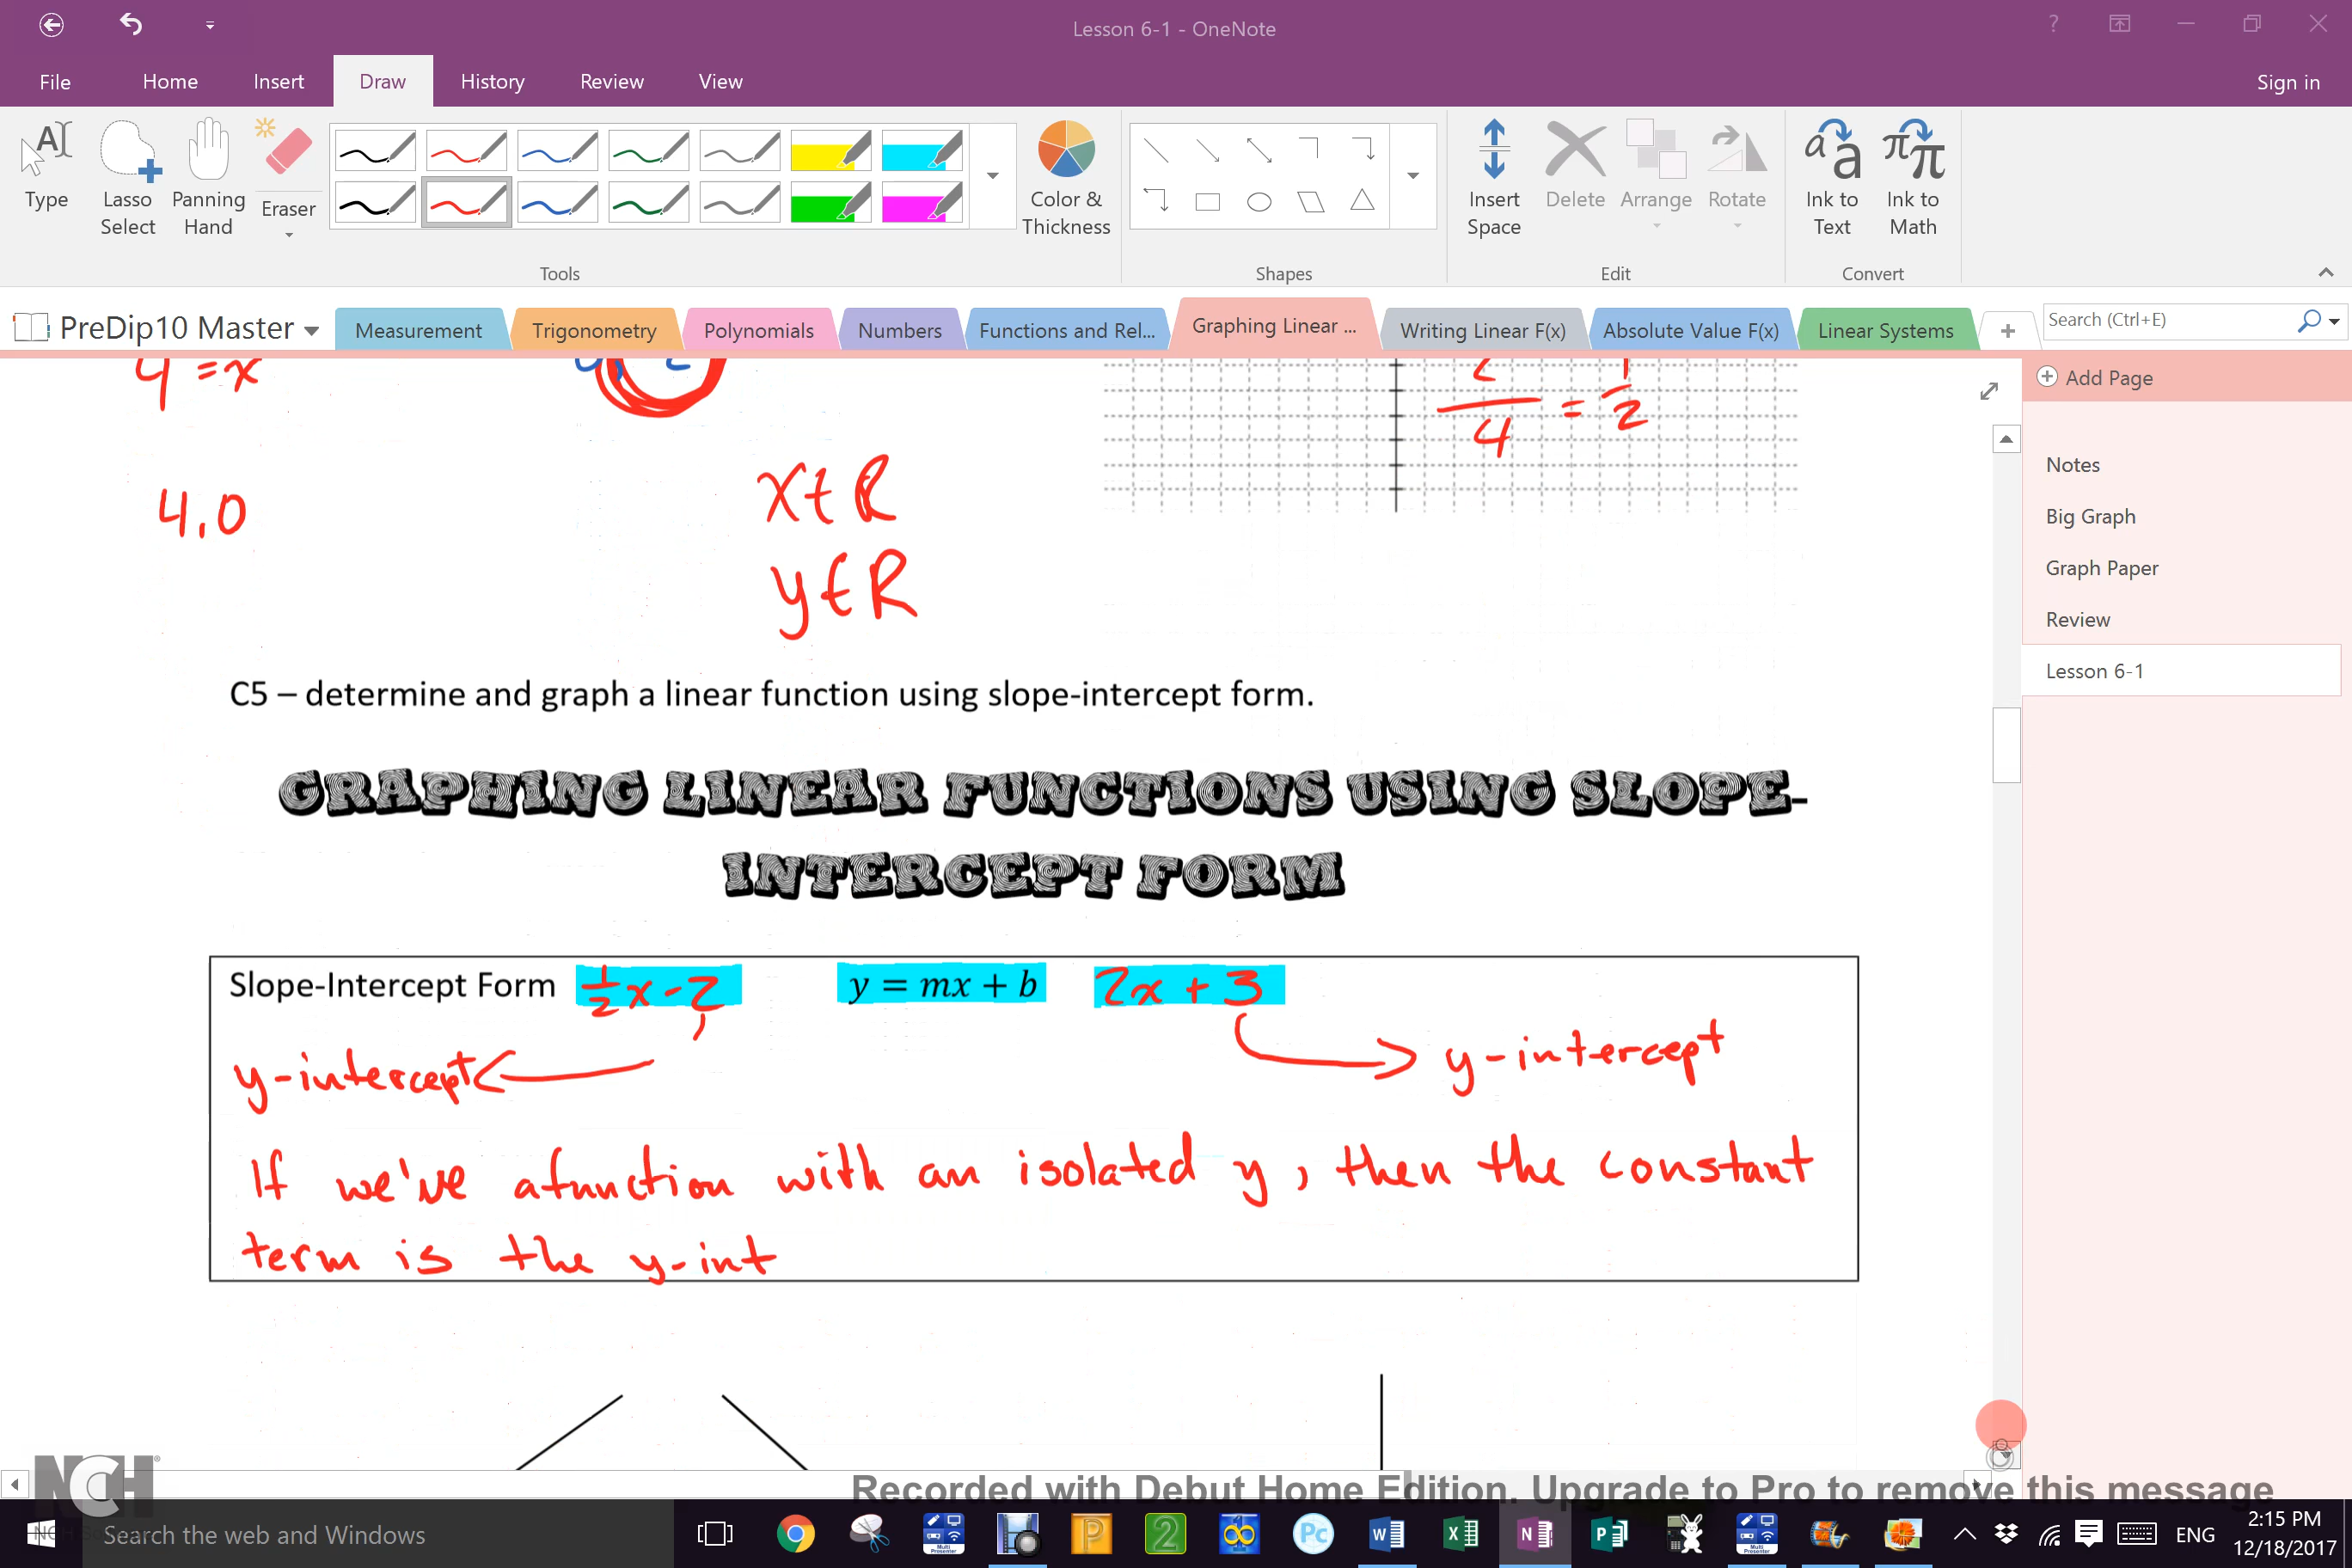 Lesson 6-1 - OneNote
?
File Home Insert Draw History Review View Sign in
Type
Lasso Select
Panning Hand
Eraser
Color & Thickness
Insert Space
Delete
Arrange
Rotate
Ink to Text
Ink to Math
Tools Shapes Edit Convert
PreDip10 Master
Measurement Trigonometry Polynomials Numbers Functions and Rel... Graphing Linear ... Writing Linear F(x) Absolute Value F(x) Linear Systems +
Search (Ctrl+E)
Add Page
Notes
Big Graph
Graph Paper
Review
Lesson 6-1
4 = x
4 = 1/2
4,0
x ∈ R
y ∈ R
C5 – determine and graph a linear function using slope-intercept form.
GRAPHING LINEAR FUNCTIONS USING SLOPE-
INTERCEPT FORM
Slope-Intercept Form 1/2 x - 2 y = mx + b 2x + 3
y-intercept y-intercept
If we've a function with an isolated y, then the constant
term is the y-int
NCH
Recorded with Debut Home Edition. Upgrade to Pro to remove this message
Search the web and Windows
ENG
2:15 PM
12/18/2017